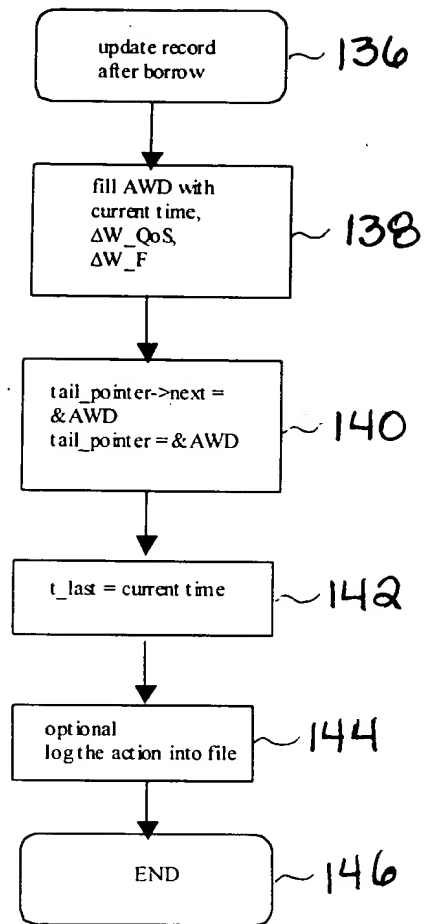 update record
after borrow
136
fill AWD with
current time,
ΔW_QoS,
ΔW_F
138
tail_pointer->next =
&AWD
tail_pointer = &AWD
140
t_last = current time
142
optional
log the action into file
144
END
146